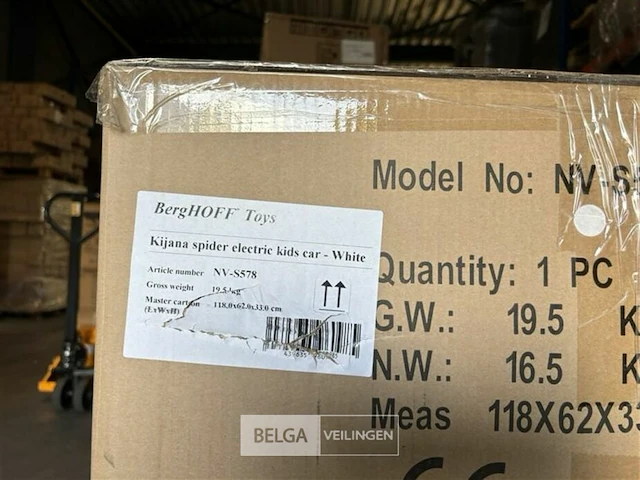 Model No: NV-S
BergHOFF Toys
Kijana spider electric kids car - White
Article number NV-S578
Gross weight 19.5 kg
Master carton 118.0x62.0x33.0 cm
(LxWxH)
Quantity: 1 PC
G.W.: 19.5 K
N.W.: 16.5 K
Meas 118X62X33
CE
BELGA VEILINGEN